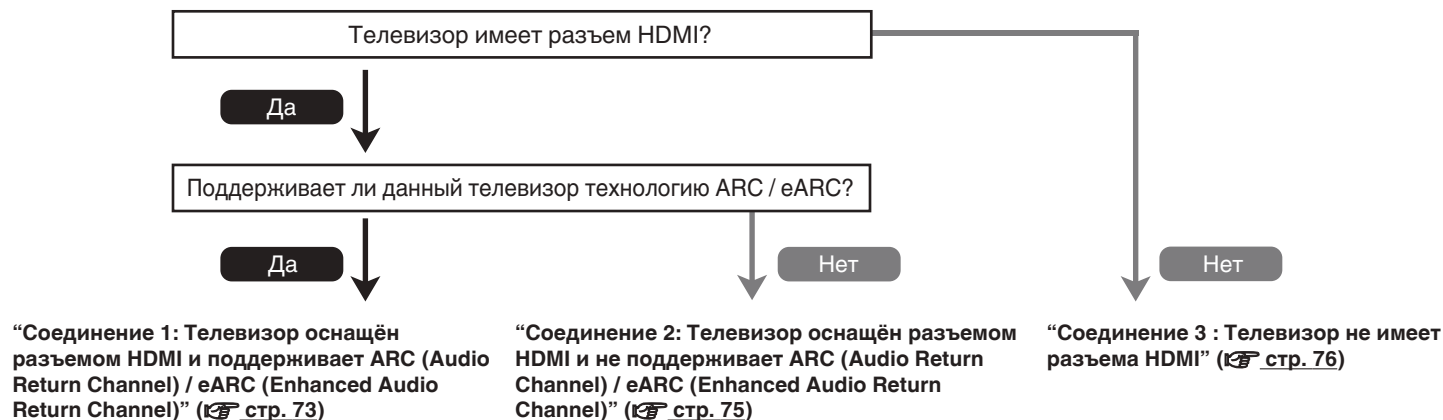 Телевизор имеет разъем HDMI?
Да
Поддерживает ли данный телевизор технологию ARC / eARC?
Да
Нет
Нет
“Соединение 1: Телевизор оснащён
разъемом HDMI и поддерживает ARC (Audio
Return Channel) / eARC (Enhanced Audio
Return Channel)” (☞ стр. 73)
“Соединение 2: Телевизор оснащён разъемом
HDMI и не поддерживает ARC (Audio Return
Channel) / eARC (Enhanced Audio Return
Channel)” (☞ стр. 75)
“Соединение 3 : Телевизор не имеет
разъема HDMI” (☞ стр. 76)